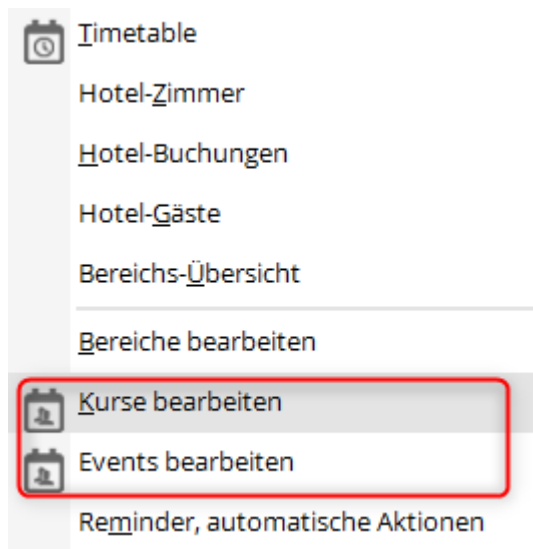 Timetable
Hotel-Zimmer
Hotel-Buchungen
Hotel-Gäste
Bereichs-Übersicht
Bereiche bearbeiten
Kurse bearbeiten
Events bearbeiten
Reminder, automatische Aktionen